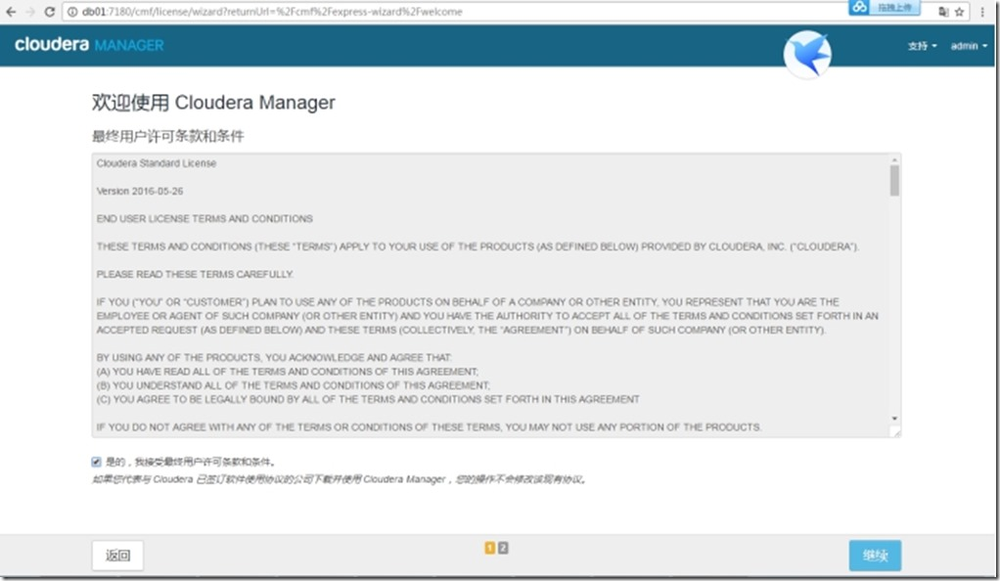 db01:7180/cmf/license/wizard?returnUrl=%2Fcmf%2Fexpress-wizard%2Fwelcome
拖拽上传
cloudera MANAGER
支持
admin
欢迎使用 Cloudera Manager
最终用户许可条款和条件
Cloudera Standard License
Version 2016-05-26
END USER LICENSE TERMS AND CONDITIONS
THESE TERMS AND CONDITIONS (THESE "TERMS") APPLY TO YOUR USE OF THE PRODUCTS (AS DEFINED BELOW) PROVIDED BY CLOUDERA, INC. ("CLOUDERA").
PLEASE READ THESE TERMS CAREFULLY.
IF YOU ("YOU" OR "CUSTOMER") PLAN TO USE ANY OF THE PRODUCTS ON BEHALF OF A COMPANY OR OTHER ENTITY, YOU REPRESENT THAT YOU ARE THE
EMPLOYEE OR AGENT OF SUCH COMPANY (OR OTHER ENTITY) AND YOU HAVE THE AUTHORITY TO ACCEPT ALL OF THE TERMS AND CONDITIONS SET FORTH IN AN
ACCEPTED REQUEST (AS DEFINED BELOW) AND THESE TERMS (COLLECTIVELY, THE "AGREEMENT") ON BEHALF OF SUCH COMPANY (OR OTHER ENTITY).
BY USING ANY OF THE PRODUCTS, YOU ACKNOWLEDGE AND AGREE THAT:
(A) YOU HAVE READ ALL OF THE TERMS AND CONDITIONS OF THIS AGREEMENT;
(B) YOU UNDERSTAND ALL OF THE TERMS AND CONDITIONS OF THIS AGREEMENT;
(C) YOU AGREE TO BE LEGALLY BOUND BY ALL OF THE TERMS AND CONDITIONS SET FORTH IN THIS AGREEMENT
IF YOU DO NOT AGREE WITH ANY OF THE TERMS OR CONDITIONS OF THESE TERMS, YOU MAY NOT USE ANY PORTION OF THE PRODUCTS.
是的，我接受最终用户许可条款和条件。
如果您代表与 Cloudera 已签订软件使用协议的公司下载并使用 Cloudera Manager，您的操作不会修改该现有协议。
返回
1 2
继续